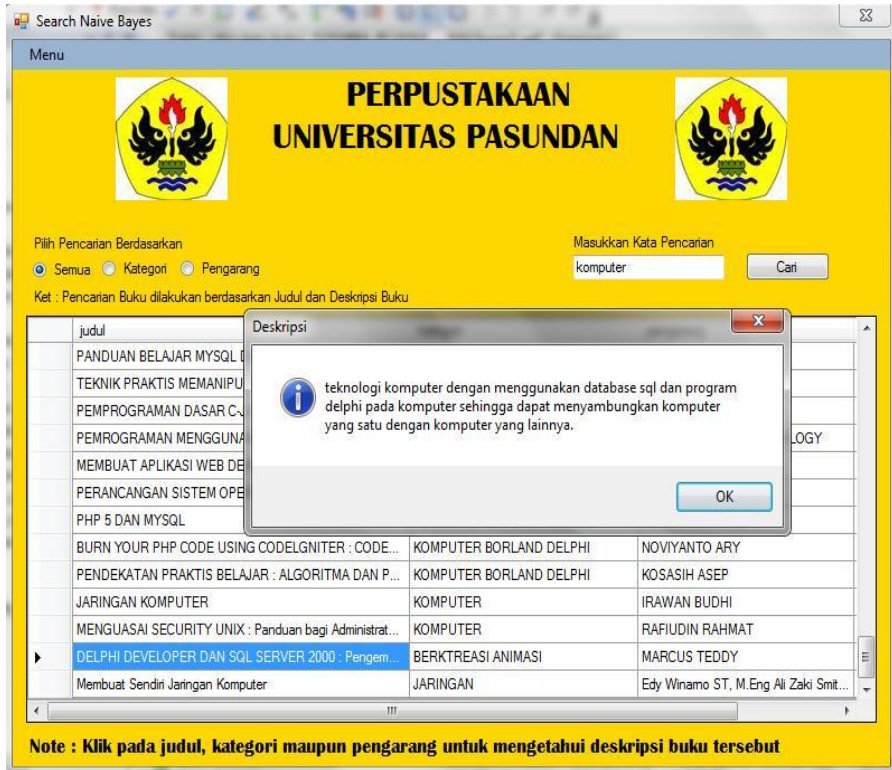 Search Naive Bayes
Menu
PERPUSTAKAAN
UNIVERSITAS PASUNDAN
Pilih Pencarian Berdasarkan
Semua Kategori Pengarang
Masukkan Kata Pencarian
komputer Cari
Ket : Pencarian Buku dilakukan berdasarkan Judul dan Deskripsi Buku
judul
Deskripsi
teknologi komputer dengan menggunakan database sql dan program
delphi pada komputer sehingga dapat menyambungkan komputer
yang satu dengan komputer yang lainnya.
OK
PANDUAN BELAJAR MYSQL
TEKNIK PRAKTIS MEMANIPU
PEMPROGRAMAN DASAR C
PEMROGRAMAN MENGGUNA LOGY
MEMBUAT APLIKASI WEB DE
PERANCANGAN SISTEM OPE
PHP 5 DAN MYSQL
BURN YOUR PHP CODE USING CODELGNITER : CODE... KOMPUTER BORLAND DELPHI NOVIYANTO ARY
PENDEKATAN PRAKTIS BELAJAR : ALGORITMA DAN P... KOMPUTER BORLAND DELPHI KOSASIH ASEP
JARINGAN KOMPUTER KOMPUTER IRAWAN BUDHI
MENGUASAI SECURITY UNIX : Panduan bagi Administrat... KOMPUTER RAFIUDIN RAHMAT
DELPHI DEVELOPER DAN SQL SERVER 2000 : Pengem... BERKTREASI ANIMASI MARCUS TEDDY
Membuat Sendiri Jaringan Komputer JARINGAN Edy Winarno ST, M.Eng Ali Zaki Smit...
Note : Klik pada judul, kategori maupun pengarang untuk mengetahui deskripsi buku tersebut